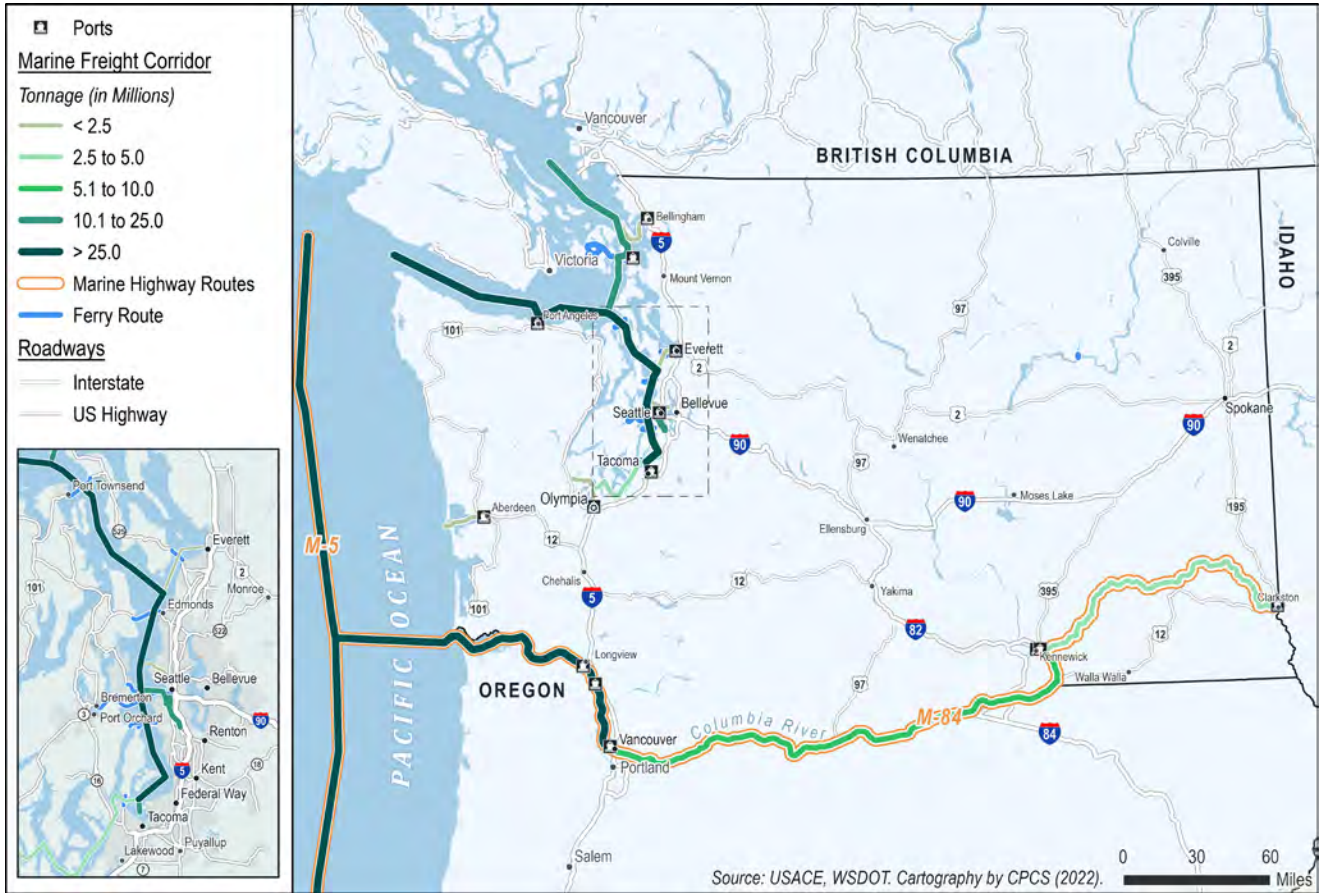 Ports
Marine Freight Corridor
Tonnage (in Millions)
< 2.5
2.5 to 5.0
5.1 to 10.0
10.1 to 25.0
> 25.0
Marine Highway Routes
Ferry Route
Roadways
Interstate
US Highway
Port Townsend
525
Everett
101
2
Monroe
Edmonds
522
Seattle
Bellevue
Bremerton
3
Port Orchard
90
Renton
5
Kent
18
16
Federal Way
Tacoma
Lakewood
Puyallup
7
Vancouver
BRITISH COLUMBIA
Bellingham
5
IDAHO
Victoria
Mount Vernon
Colville
395
97
101
Port Angeles
Everett
2
2
Seattle
Bellevue
2
Spokane
90
90
Wenatchee
Tacoma
97
Olympia
Aberdeen
90
Moses Lake
195
M-5
PACIFIC OCEAN
12
Ellensburg
Chehalis
12
Yakima
395
Clarkston
101
5
82
12
Longview
Kennewick
Walla Walla
OREGON
97
Columbia River
M-84
84
Vancouver
Portland
Salem
0 30 60
Miles
Source: USACE, WSDOT. Cartography by CPCS (2022).